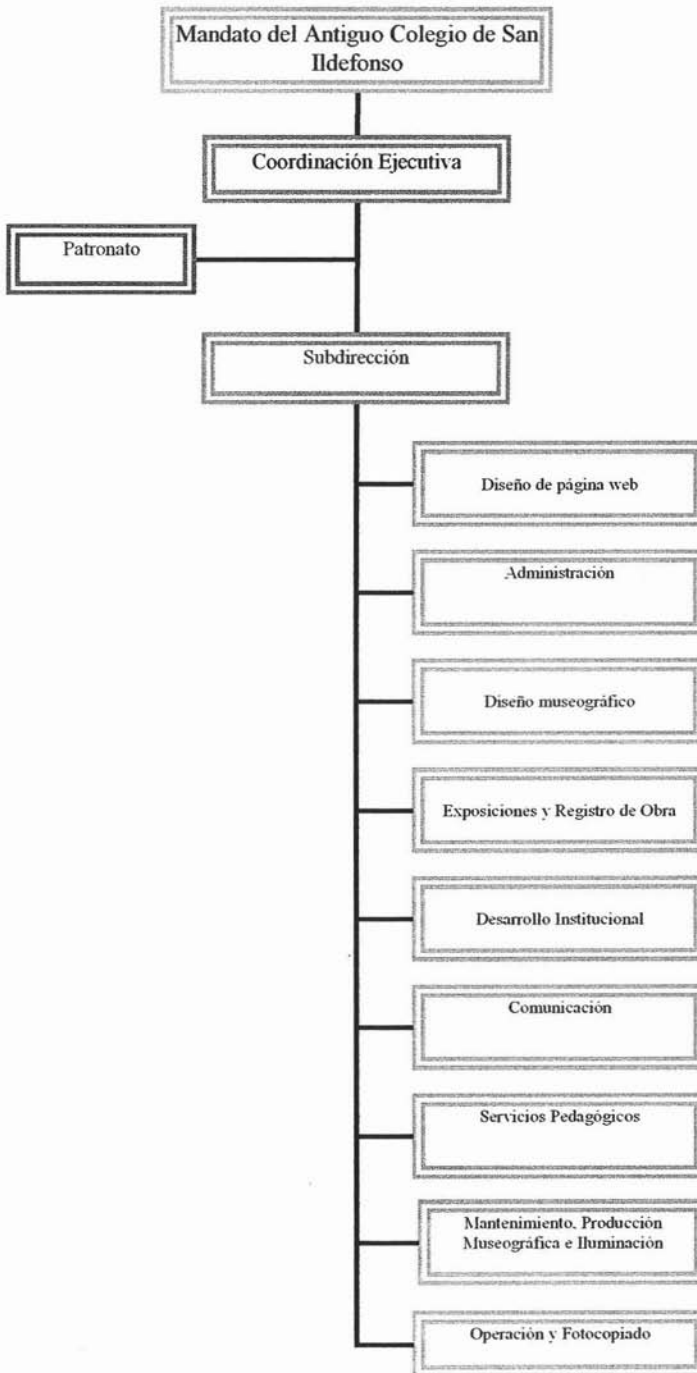 Mandato del Antiguo Colegio de San
Ildefonso
Coordinación Ejecutiva
Patronato
Subdirección
Diseño de página web
Administración
Diseño museográfico
Exposiciones y Registro de Obra
Desarrollo Institucional
Comunicación
Servicios Pedagógicos
Mantenimiento, Producción
Museográfica e Iluminación
Operación y Fotocopiado